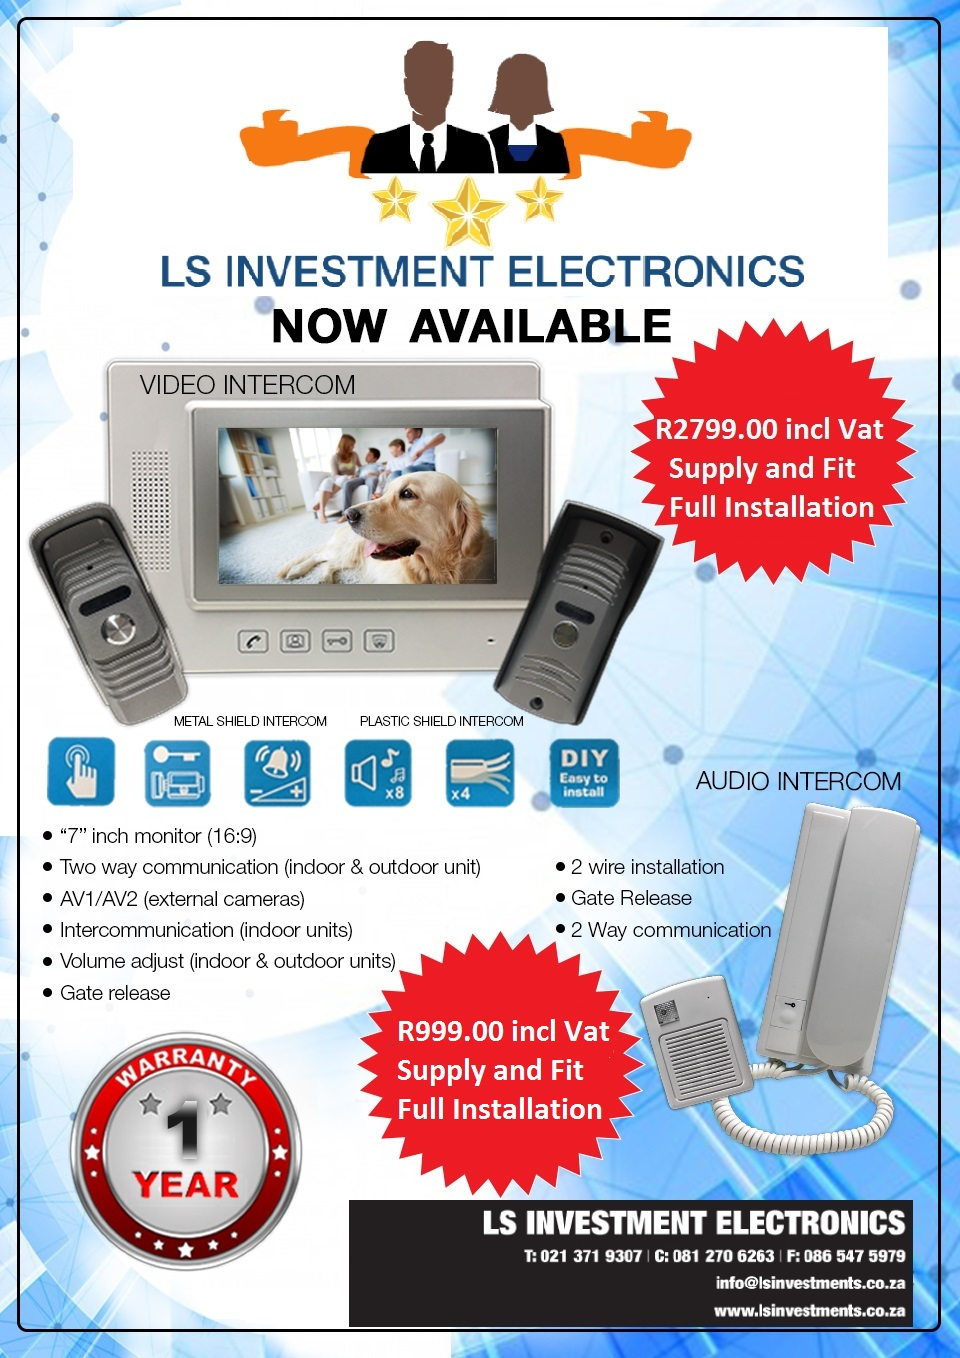 LS INVESTMENT ELECTRONICS
NOW AVAILABLE
VIDEO INTERCOM
R2799.00 incl Vat
Supply and Fit
Full Installation
METAL SHIELD INTERCOM
PLASTIC SHIELD INTERCOM
x8
x4
DIY
Easy to
install
AUDIO INTERCOM
• “7” inch monitor (16:9)
• Two way communication (indoor & outdoor unit)
• AV1/AV2 (external cameras)
• Intercommunication (indoor units)
• Volume adjust (indoor & outdoor units)
• Gate release
• 2 wire installation
• Gate Release
• 2 Way communication
R999.00 incl Vat
Supply and Fit
Full Installation
WARRANTY
1
YEAR
LS INVESTMENT ELECTRONICS
T: 021 371 9307 | C: 081 270 6263 | F: 086 547 5979
info@lsinvestments.co.za
www.lsinvestments.co.za